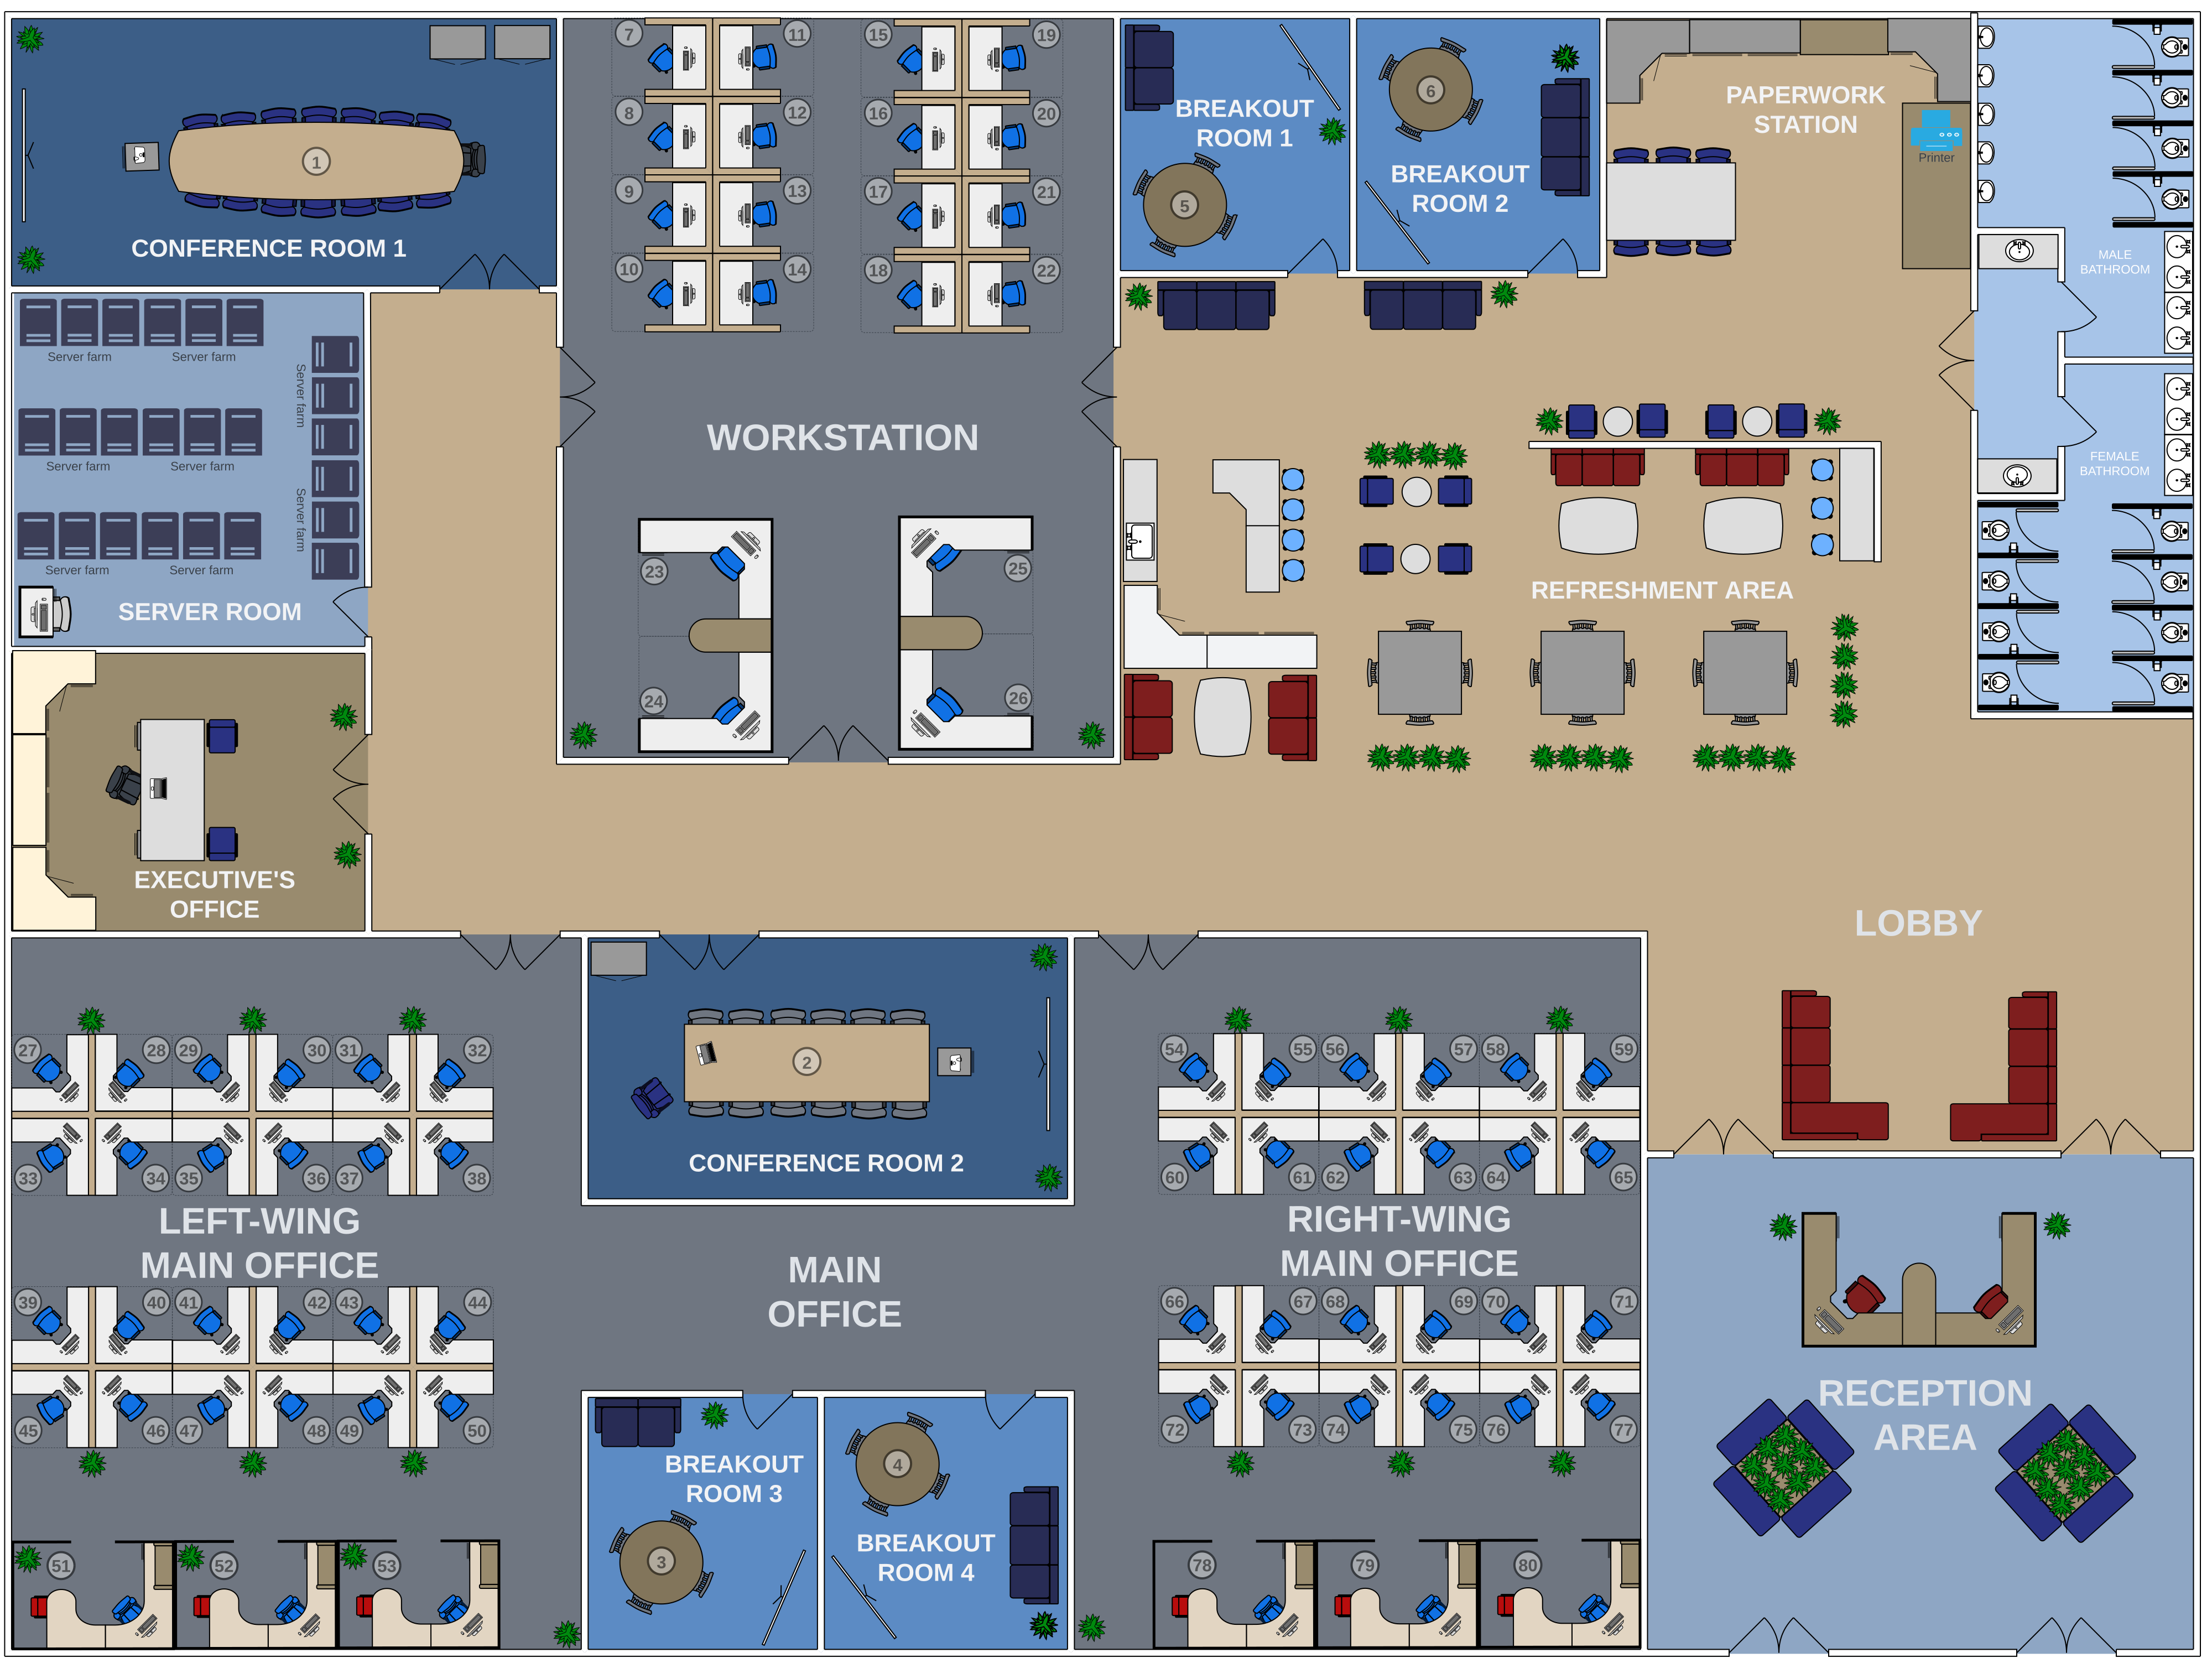 1
CONFERENCE ROOM 1
7
11
15
19
8
12
16
20
9
13
17
21
10
14
18
22
BREAKOUT
ROOM 1
5
6
BREAKOUT
ROOM 2
PAPERWORK
STATION
Printer
MALE
BATHROOM
FEMALE
BATHROOM
Server farm
Server farm
Server farm
Server farm
Server farm
Server farm
Server farm
Server farm
SERVER ROOM
WORKSTATION
23
25
24
26
REFRESHMENT AREA
EXECUTIVE'S
OFFICE
LOBBY
27
28
29
30
31
32
33
34
35
36
37
38
LEFT-WING
MAIN OFFICE
39
40
41
42
43
44
45
46
47
48
49
50
51
52
53
2
CONFERENCE ROOM 2
MAIN
OFFICE
BREAKOUT
ROOM 3
3
4
BREAKOUT
ROOM 4
54
55
56
57
58
59
60
61
62
63
64
65
RIGHT-WING
MAIN OFFICE
66
67
68
69
70
71
72
73
74
75
76
77
78
79
80
RECEPTION
AREA